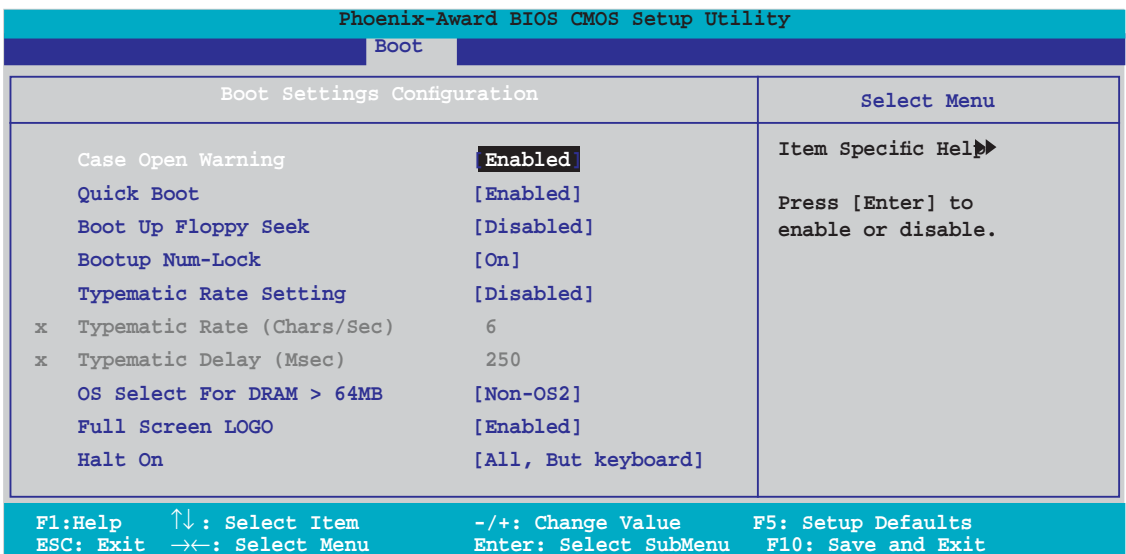 Phoenix-Award BIOS CMOS Setup Utility
Boot
Boot Settings Configuration
Select Menu
Case Open Warning [Enabled]
Quick Boot [Enabled]
Boot Up Floppy Seek [Disabled]
Bootup Num-Lock [On]
Typematic Rate Setting [Disabled]
x Typematic Rate (Chars/Sec) 6
x Typematic Delay (Msec) 250
OS Select For DRAM > 64MB [Non-OS2]
Full Screen LOGO [Enabled]
Halt On [All, But keyboard]
Item Specific Help
Press [Enter] to
enable or disable.
F1:Help ↑↓: Select Item -/+: Change Value F5: Setup Defaults
ESC: Exit →←: Select Menu Enter: Select SubMenu F10: Save and Exit